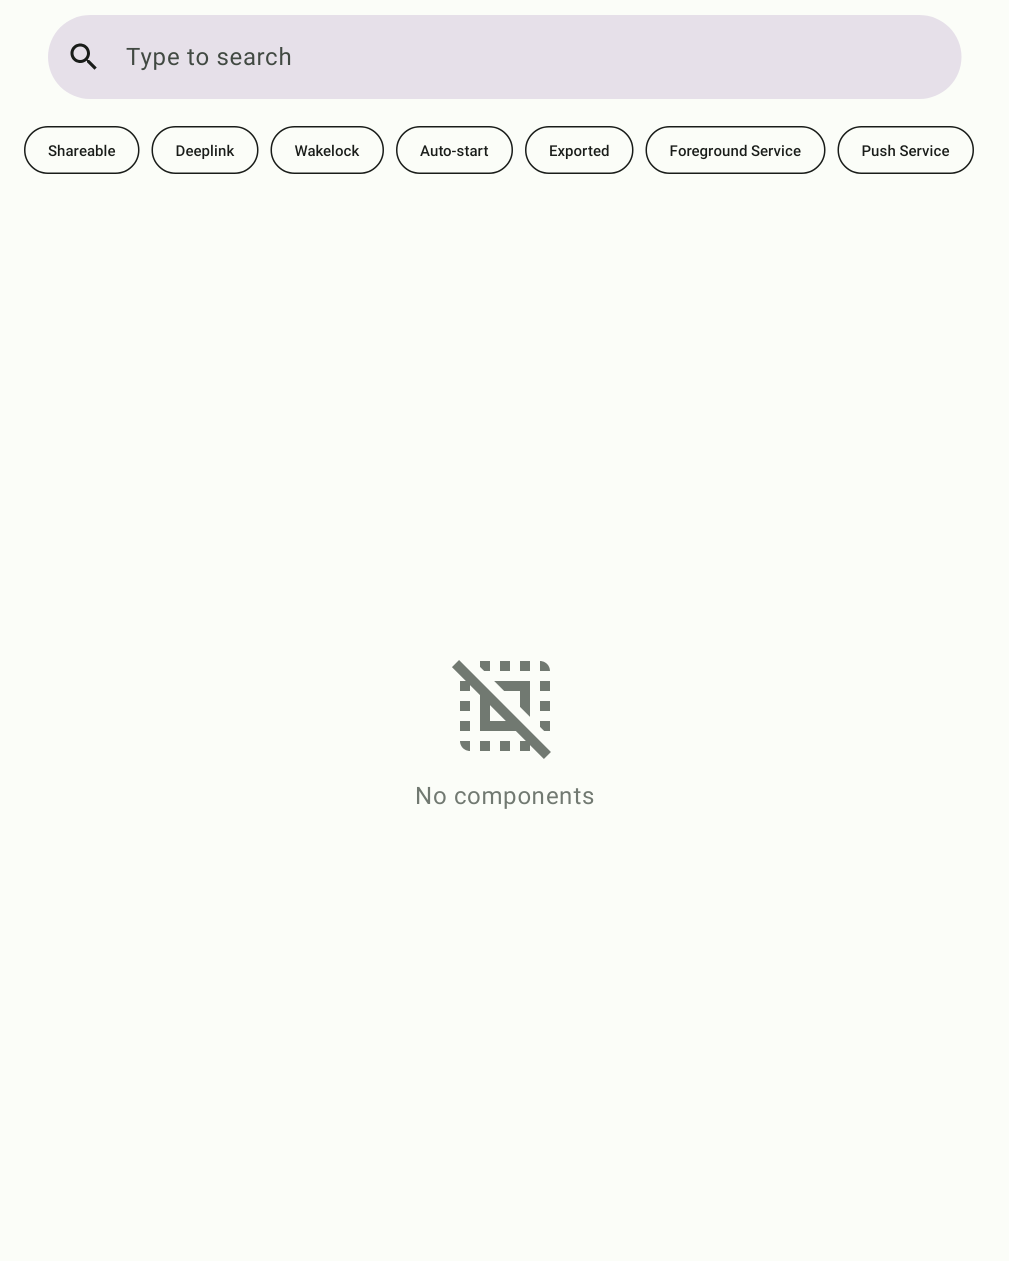 Type to search
Shareable Deeplink Wakelock Auto-start Exported Foreground Service Push Service
No components